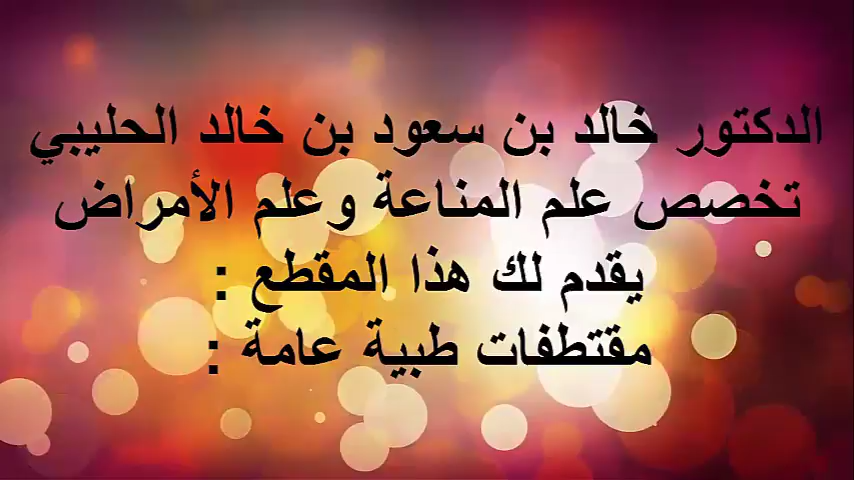 الدكتور خالد بن سعود بن خالد الحليبي
تخصص علم المناعة وعلم الأمراض
يقدم لك هذا المقطع :
مقتطفات طبية عامة :